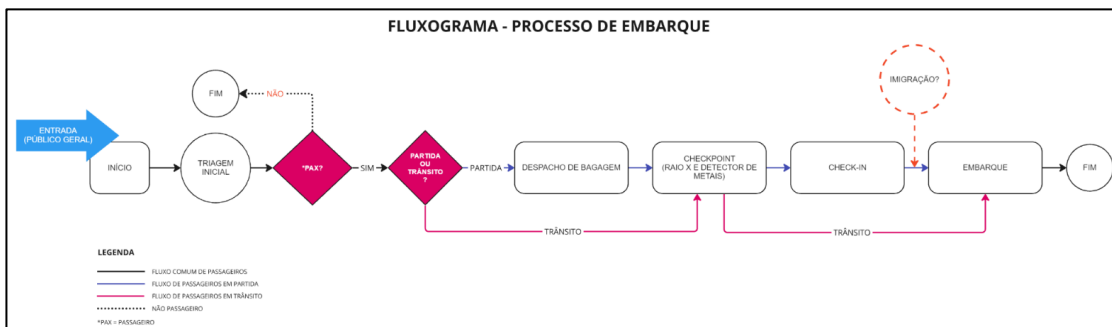 FLUXOGRAMA - PROCESSO DE EMBARQUE
ENTRADA
(PÚBLICO GERAL)
INÍCIO
TRIAGEM
INICIAL
FIM
NÃO
*PAX?
SIM
PARTIDA
OU
TRÂNSITO
?
PARTIDA
DESPACHO DE BAGAGEM
CHECKPOINT
(RAIO X E DETECTOR DE
METAIS)
CHECK-IN
IMIGRAÇÃO?
EMBARQUE
FIM
TRÂNSITO
TRÂNSITO
LEGENDA
FLUXO COMUM DE PASSAGEIROS
FLUXO DE PASSAGEIROS EM PARTIDA
FLUXO DE PASSAGEIROS EM TRÂNSITO
NÃO PASSAGEIRO
*PAX = PASSAGEIRO